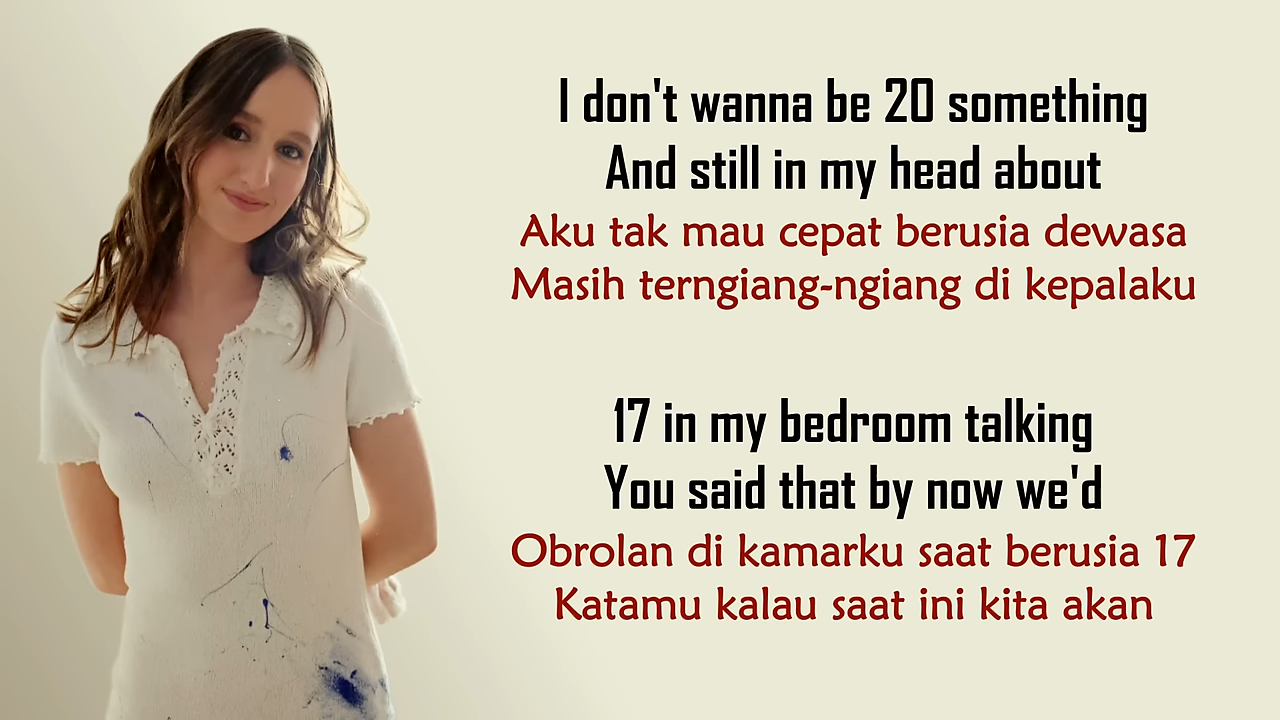 I don't wanna be 20 something
And still in my head about
Aku tak mau cepat berusia dewasa
Masih terngiang-ngiang di kepalaku
17 in my bedroom talking
You said that by now we'd
Obrolan di kamarku saat berusia 17
Katamu kalau saat ini kita akan